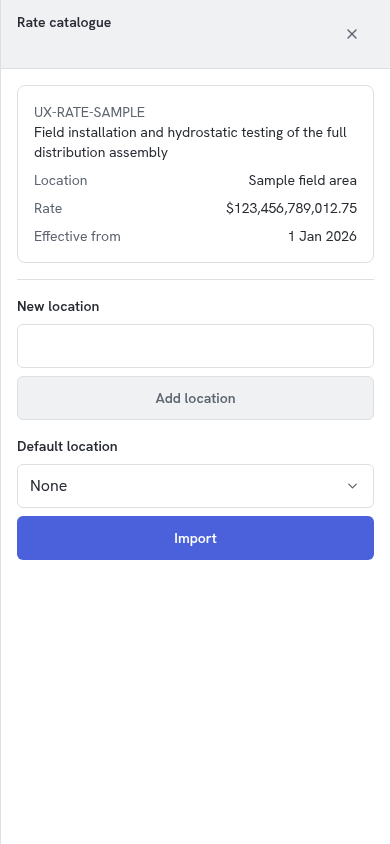 Rate catalogue
UX-RATE-SAMPLE
Field installation and hydrostatic testing of the full
distribution assembly
Location Sample field area
Rate $123,456,789,012.75
Effective from 1 Jan 2026
New location
Add location
Default location
None
Import